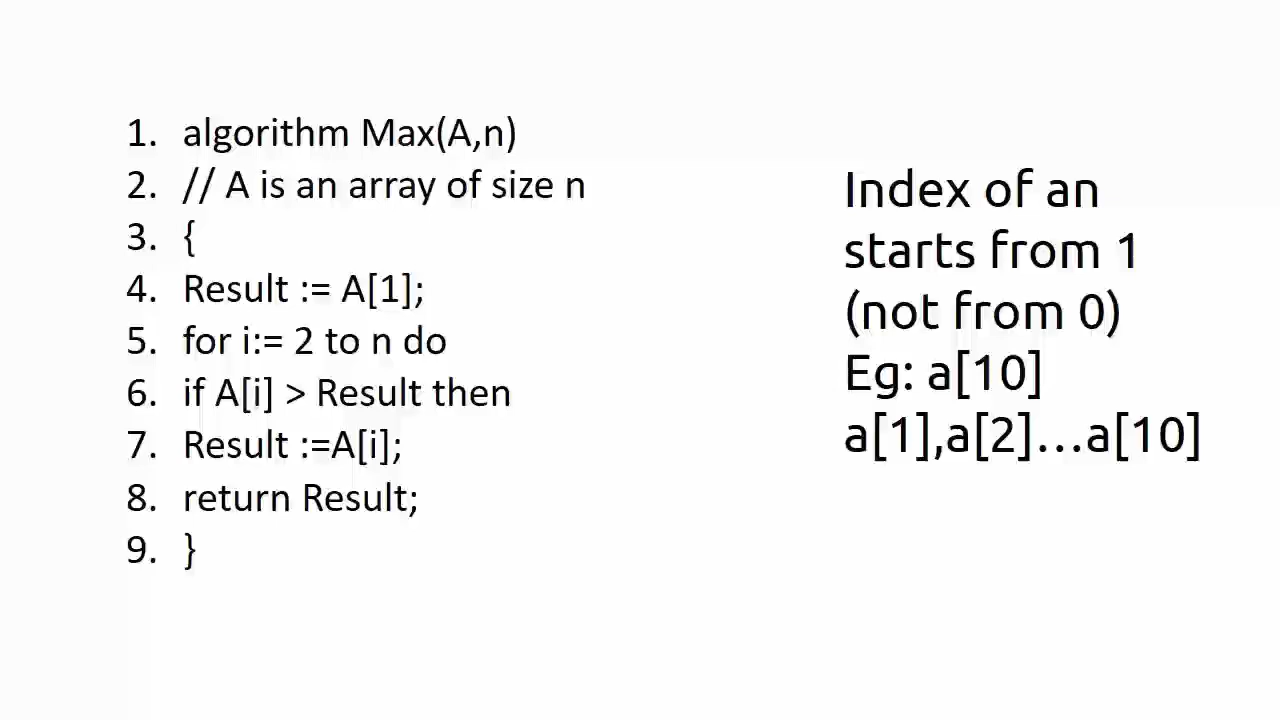 1. algorithm Max(A,n)
2. // A is an array of size n
3. {
4. Result := A[1];
5. for i:= 2 to n do
6. if A[i] > Result then
7. Result :=A[i];
8. return Result;
9. }
Index of an
starts from 1
(not from 0)
Eg: a[10]
a[1],a[2]...a[10]